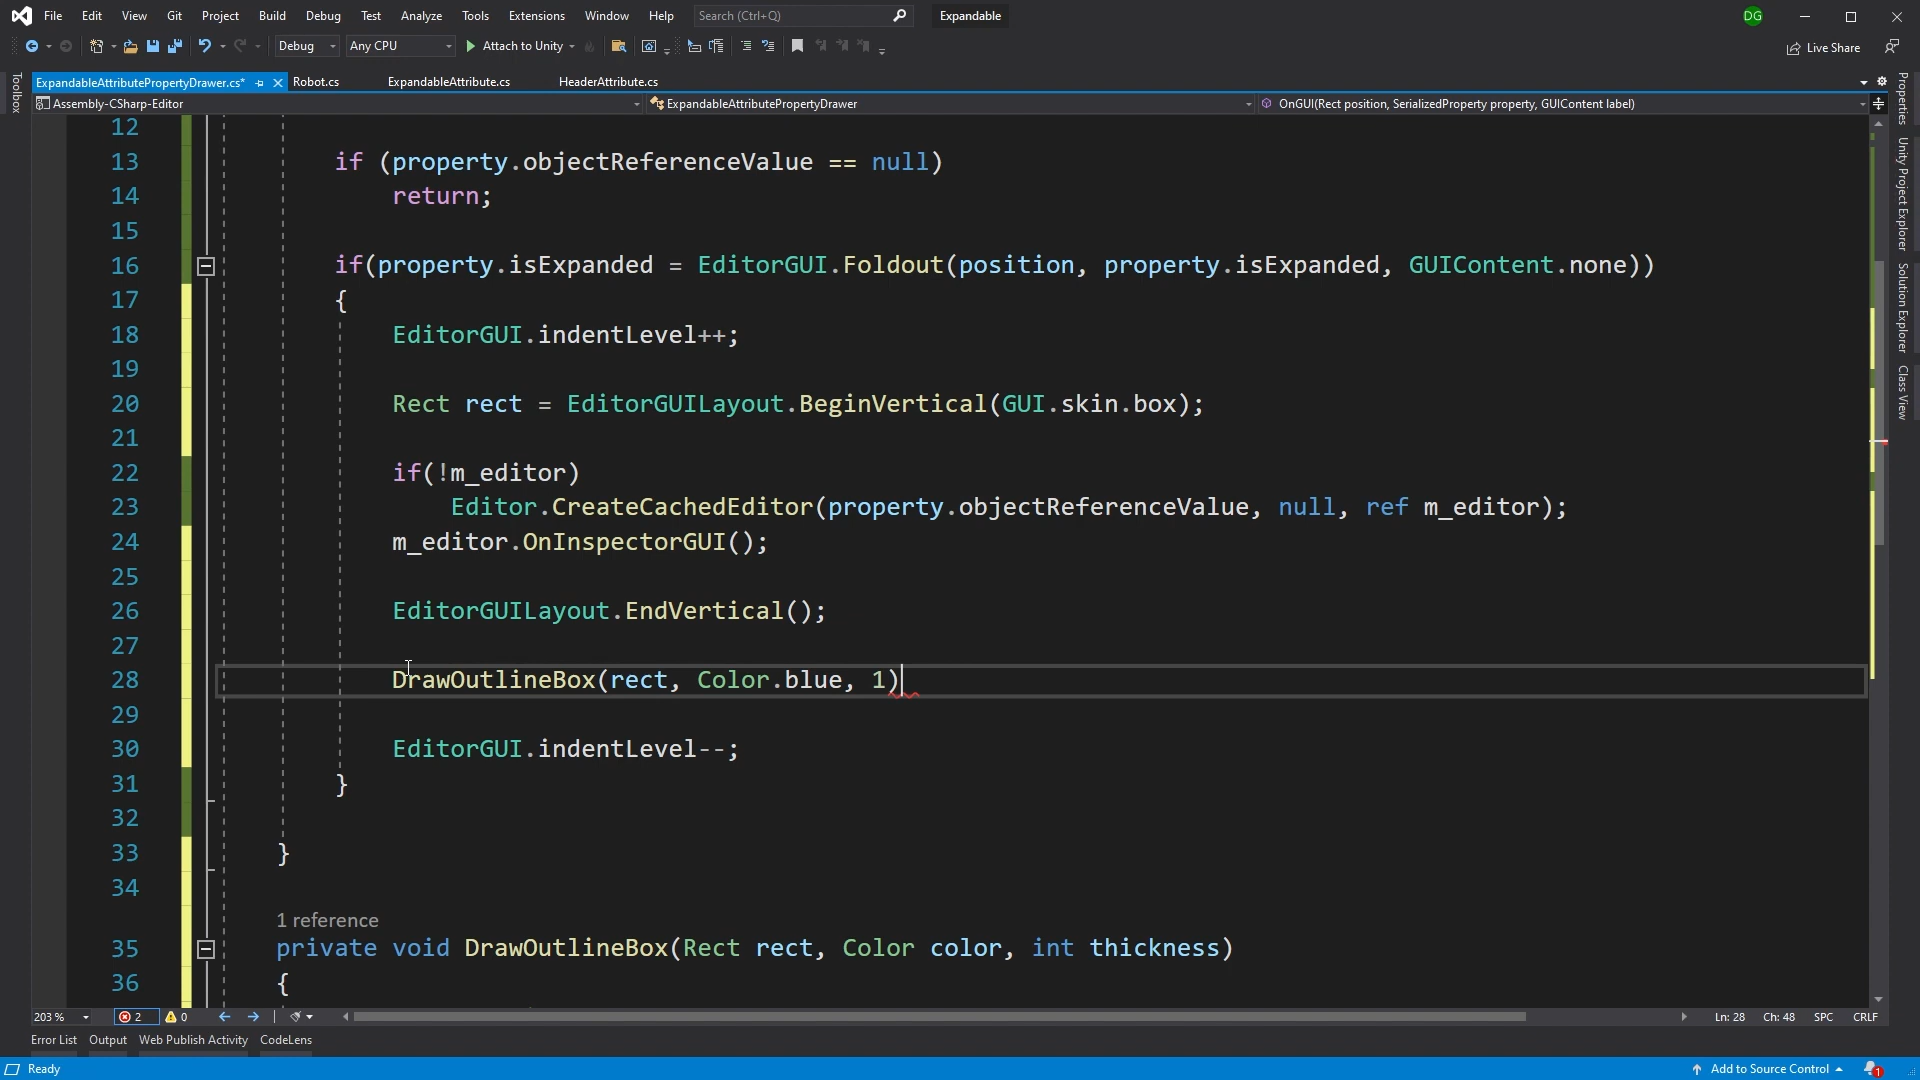 File Edit View Git Project Build Debug Test Analyze Tools Extensions Window Help Search (Ctrl+Q) Expandable DG
Debug Any CPU Attach to Unity Live Share
ExpandableAttributePropertyDrawer.cs* Robot.cs ExpandableAttribute.cs HeaderAttribute.cs
Assembly-CSharp-Editor ExpandableAttributePropertyDrawer OnGUI(Rect position, SerializedProperty property, GUIContent label)
Toolbox
Properties
Unity Project Explorer
Solution Explorer
Class View
12
13 if (property.objectReferenceValue == null)
14 return;
15
16 if(property.isExpanded = EditorGUI.Foldout(position, property.isExpanded, GUIContent.none))
17 {
18 EditorGUI.indentLevel++;
19
20 Rect rect = EditorGUILayout.BeginVertical(GUI.skin.box);
21
22 if(!m_editor)
23 Editor.CreateCachedEditor(property.objectReferenceValue, null, ref m_editor);
24 m_editor.OnInspectorGUI();
25
26 EditorGUILayout.EndVertical();
27
28 DrawOutlineBox(rect, Color.blue, 1)
29
30 EditorGUI.indentLevel--;
31 }
32
33 }
34
1 reference
35 private void DrawOutlineBox(Rect rect, Color color, int thickness)
36 {
203 % 2 0 Ln: 28 Ch: 48 SPC CRLF
Error List Output Web Publish Activity CodeLens
Ready Add to Source Control 1